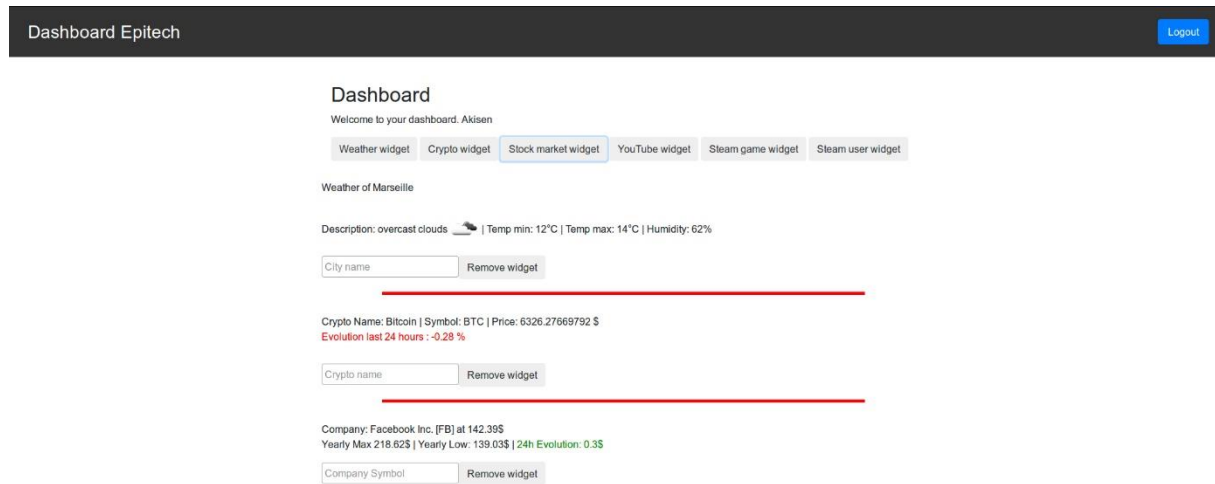 Dashboard Epitech
Logout
Dashboard
Welcome to your dashboard. Akisen
Weather widget
Crypto widget
Stock market widget
YouTube widget
Steam game widget
Steam user widget
Weather of Marseille
Description: overcast clouds | Temp min: 12°C | Temp max: 14°C | Humidity: 62%
City name
Remove widget
Crypto Name: Bitcoin | Symbol: BTC | Price: 6326.27669792 $
Evolution last 24 hours : -0.28 %
Crypto name
Remove widget
Company: Facebook Inc. [FB] at 142.39$
Yearly Max 218.62$ | Yearly Low: 139.03$ | 24h Evolution: 0.3$
Company Symbol
Remove widget